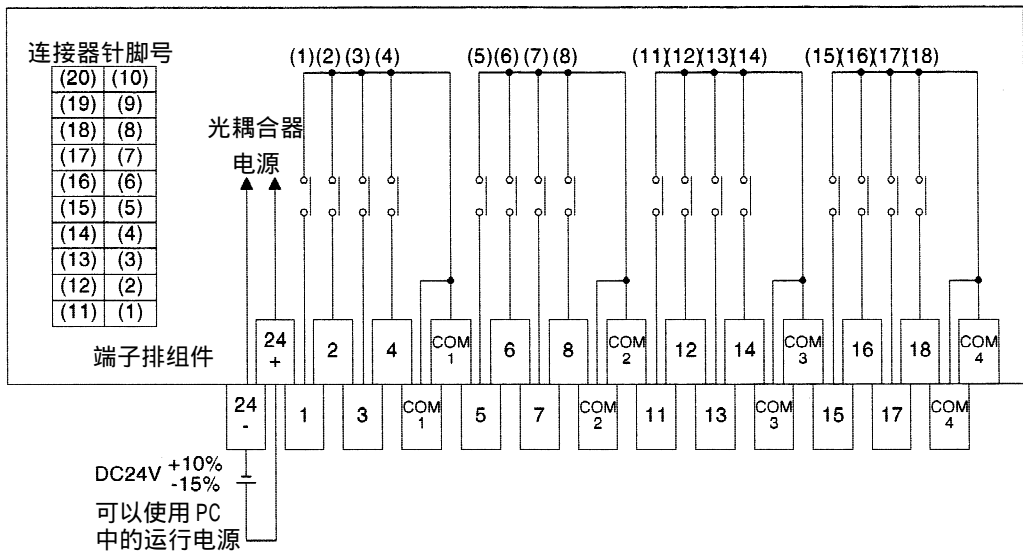 连接器针脚号
(20) (10)
(19) (9)
(18) (8)
(17) (7)
(16) (6)
(15) (5)
(14) (4)
(13) (3)
(12) (2)
(11) (1)
(1)(2)(3)(4)
(5)(6)(7)(8)
(11)(12)(13)(14)
(15)(16)(17)(18)
光耦合器
电源
端子排组件
24
+
2
4
COM
1
6
8
COM
2
12
14
COM
3
16
18
COM
4
24
-
1
3
COM
1
5
7
COM
2
11
13
COM
3
15
17
COM
4
DC24V +10%
-15%
可以使用 PC
中的运行电源